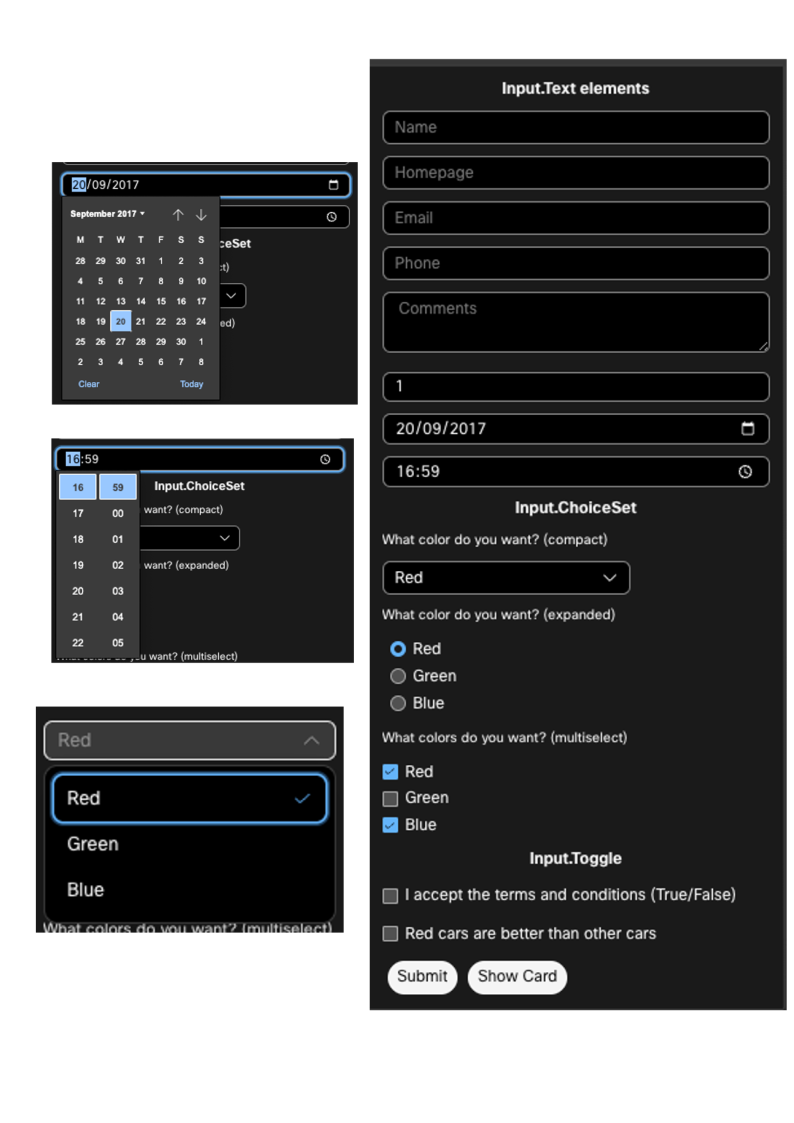 20/09/2017
September 2017
M T W T F S S
28 29 30 31 1 2 3
4 5 6 7 8 9 10
11 12 13 14 15 16 17
18 19 20 21 22 23 24
25 26 27 28 29 30 1
2 3 4 5 6 7 8
Clear Today
ceSet
:t)
ed)
16:59
16 59
17 00
18 01
19 02
20 03
21 04
22 05
Input.ChoiceSet
want? (compact)
want? (expanded)
u want? (multiselect)
Red
Red
Green
Blue
What colors do you want? (multiselect)
Input.Text elements
Name
Homepage
Email
Phone
Comments
1
20/09/2017
16:59
Input.ChoiceSet
What color do you want? (compact)
Red
What color do you want? (expanded)
Red
Green
Blue
What colors do you want? (multiselect)
Red
Green
Blue
Input.Toggle
I accept the terms and conditions (True/False)
Red cars are better than other cars
Submit Show Card